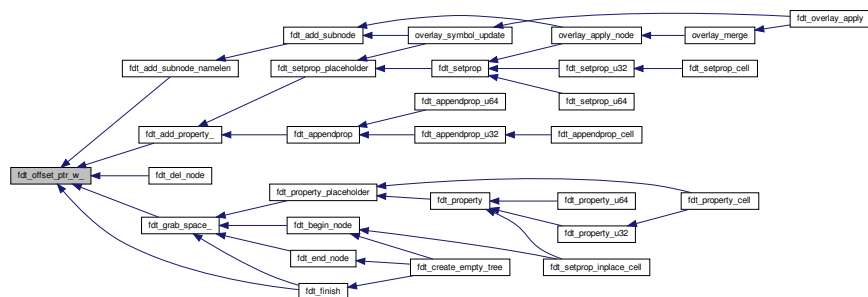 fdt_overlay_apply
fdt_add_subnode
overlay_symbol_update
overlay_apply_node
overlay_merge
fdt_add_subnode_namelen
fdt_setprop_placeholder
fdt_setprop
fdt_setprop_u32
fdt_setprop_cell
fdt_setprop_u64
fdt_appendprop_u64
fdt_add_property_
fdt_appendprop
fdt_appendprop_u32
fdt_appendprop_cell
fdt_offset_ptr_w_
fdt_del_node
fdt_property_placeholder
fdt_property
fdt_property_u64
fdt_property_cell
fdt_grab_space_
fdt_begin_node
fdt_property_u32
fdt_end_node
fdt_create_empty_tree
fdt_setprop_inplace_cell
fdt_finish